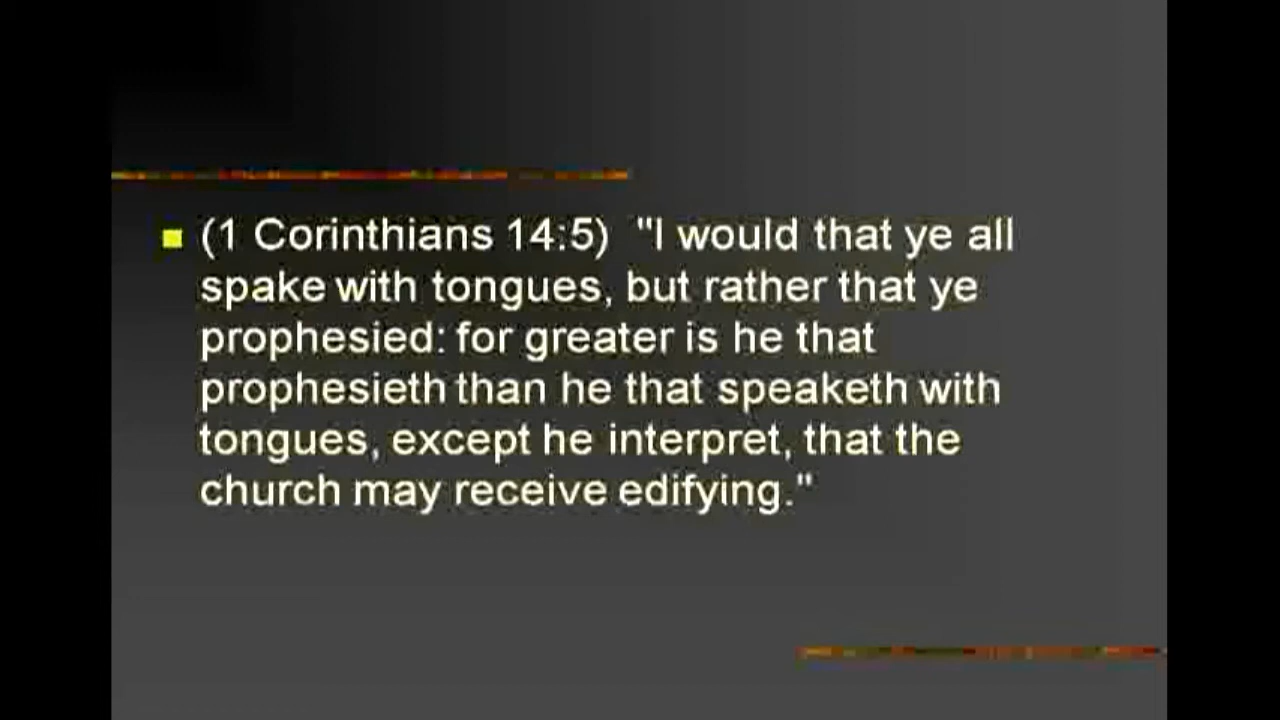 (1 Corinthians 14:5) "I would that ye all
spake with tongues, but rather that ye
prophesied: for greater is he that
prophesieth than he that speaketh with
tongues, except he interpret, that the
church may receive edifying."